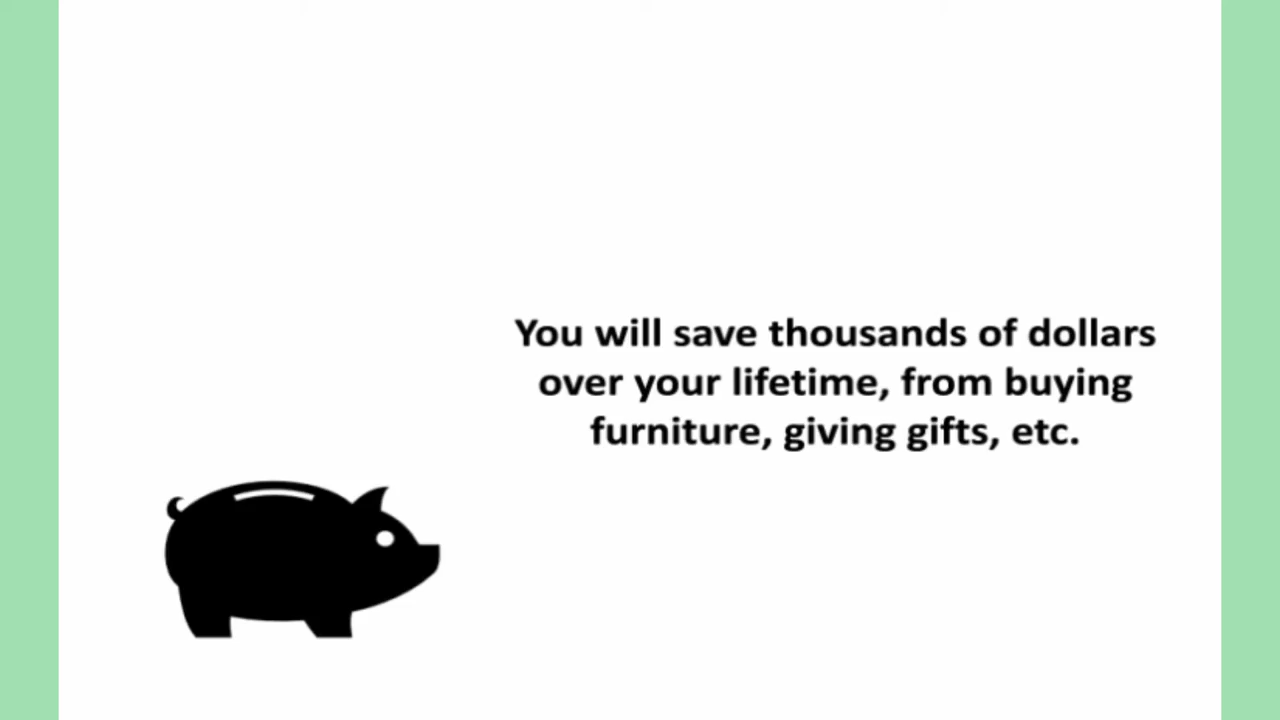 You will save thousands of dollars
over your lifetime, from buying
furniture, giving gifts, etc.